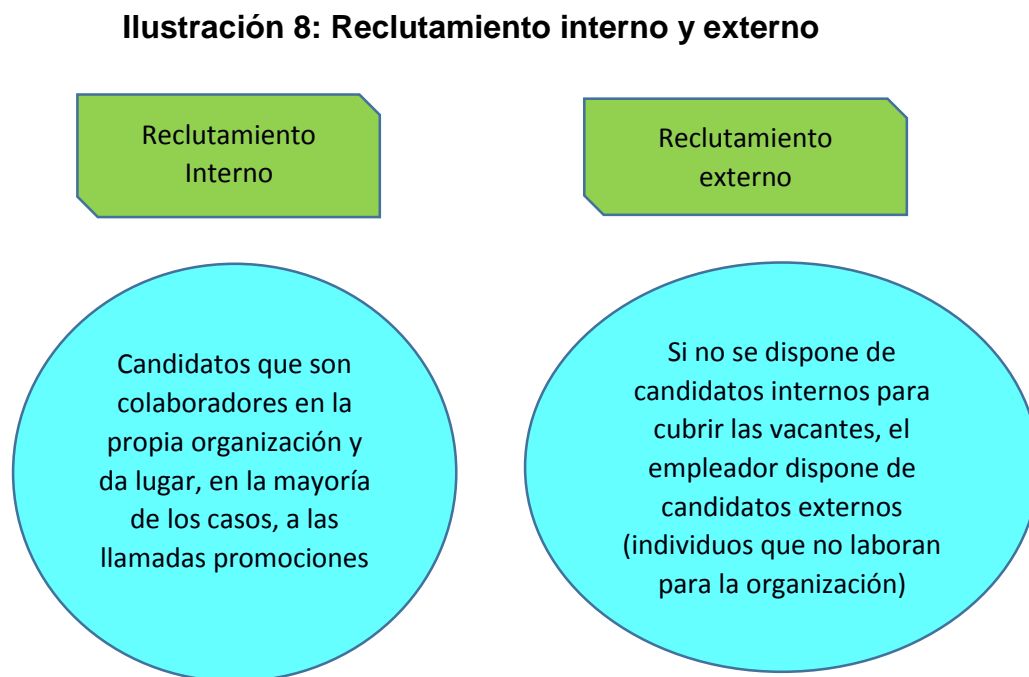 Ilustración 8: Reclutamiento interno y externo
Reclutamiento
Interno
Reclutamiento
externo
Candidatos que son
colaboradores en la
propia organización y
da lugar, en la mayoría
de los casos, a las
llamadas promociones
Si no se dispone de
candidatos internos para
cubrir las vacantes, el
empleador dispone de
candidatos externos
(individuos que no laboran
para la organización)